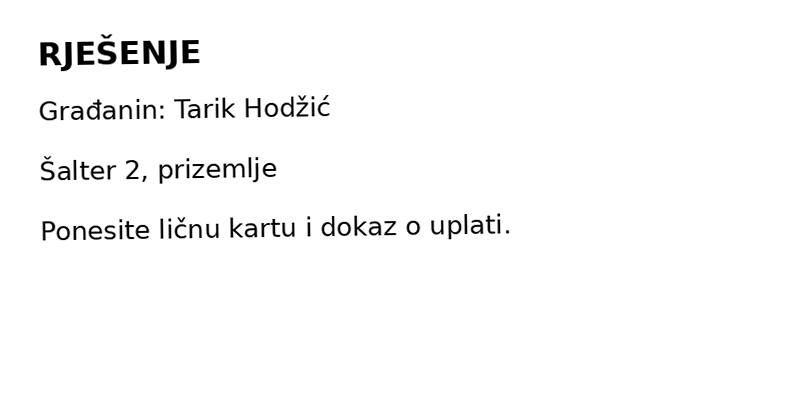 RJEŠENJE
Građanin: Tarik Hodžić
Šalter 2, prizemlje
Ponesite ličnu kartu i dokaz o uplati.